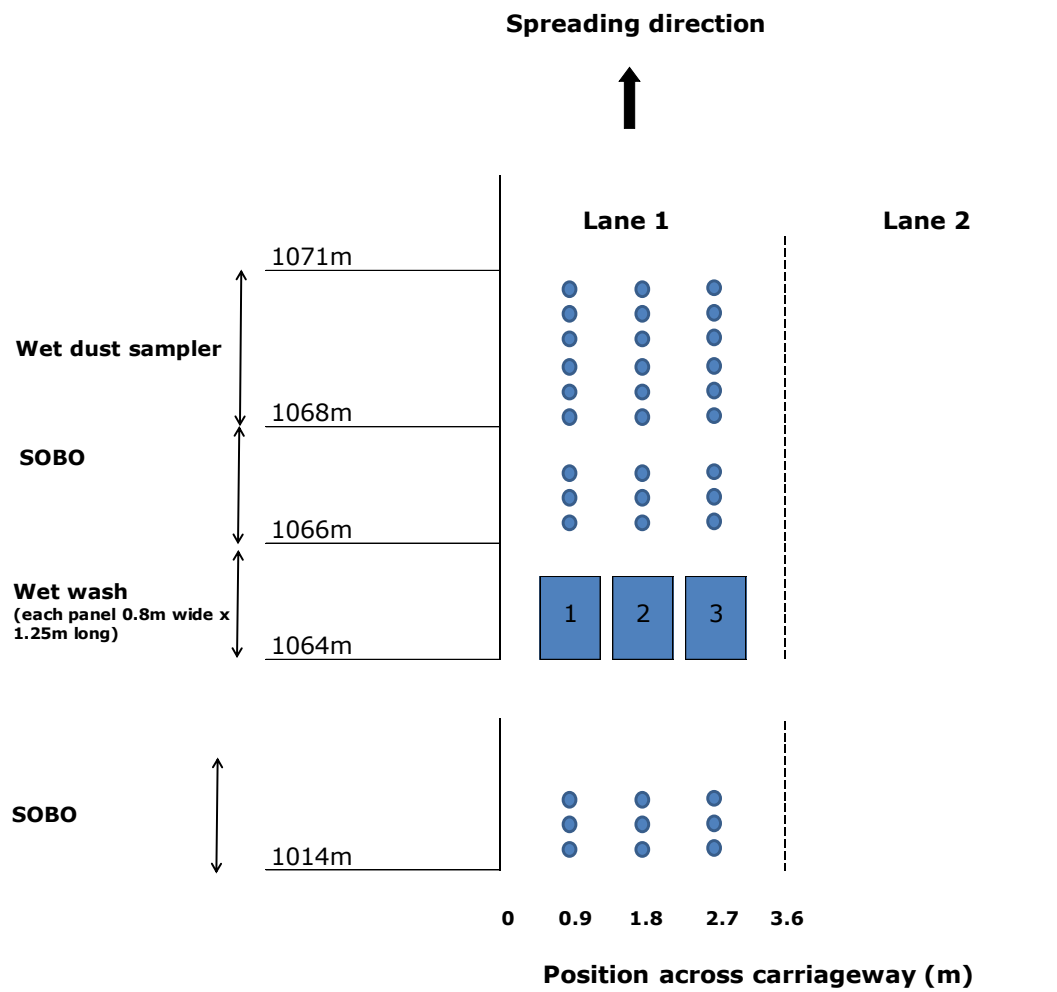 Spreading direction
Lane 1
Lane 2
1071m
Wet dust sampler
1068m
SOBO
1066m
Wet wash
(each panel 0.8m wide x
1.25m long)
1 2 3
1064m
SOBO
1014m
0 0.9 1.8 2.7 3.6
Position across carriageway (m)